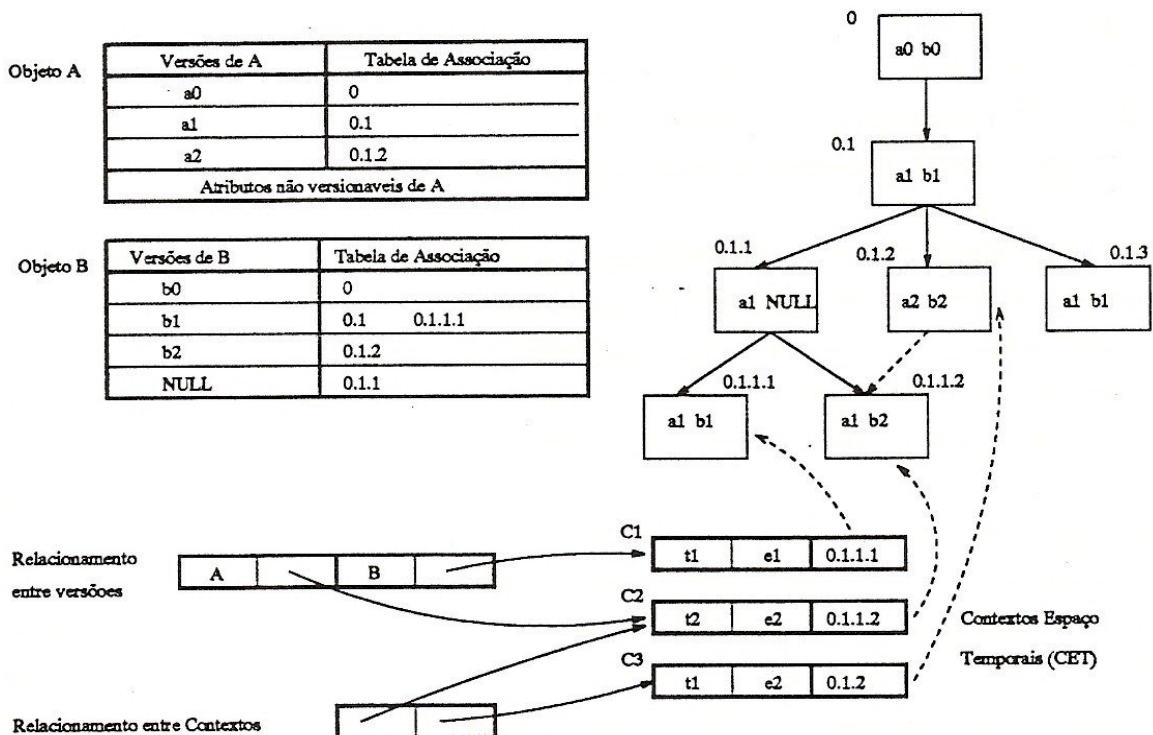 Objeto A
Versões de A Tabela de Associação
a0 0
a1 0.1
a2 0.1.2
Atributos não versionaveis de A
Objeto B
Versões de B Tabela de Associação
b0 0
b1 0.1 0.1.1.1
b2 0.1.2
NULL 0.1.1
0
a0 b0
0.1
a1 b1
0.1.1 0.1.2 0.1.3
a1 NULL a2 b2 a1 b1
0.1.1.1 0.1.1.2
a1 b1 a1 b2
Relacionamento
entre versões
A B
C1
t1 e1 0.1.1.1
C2
t2 e2 0.1.1.2
C3
t1 e2 0.1.2
Contextos Espaço
Temporais (CET)
Relacionamento entre Contextos